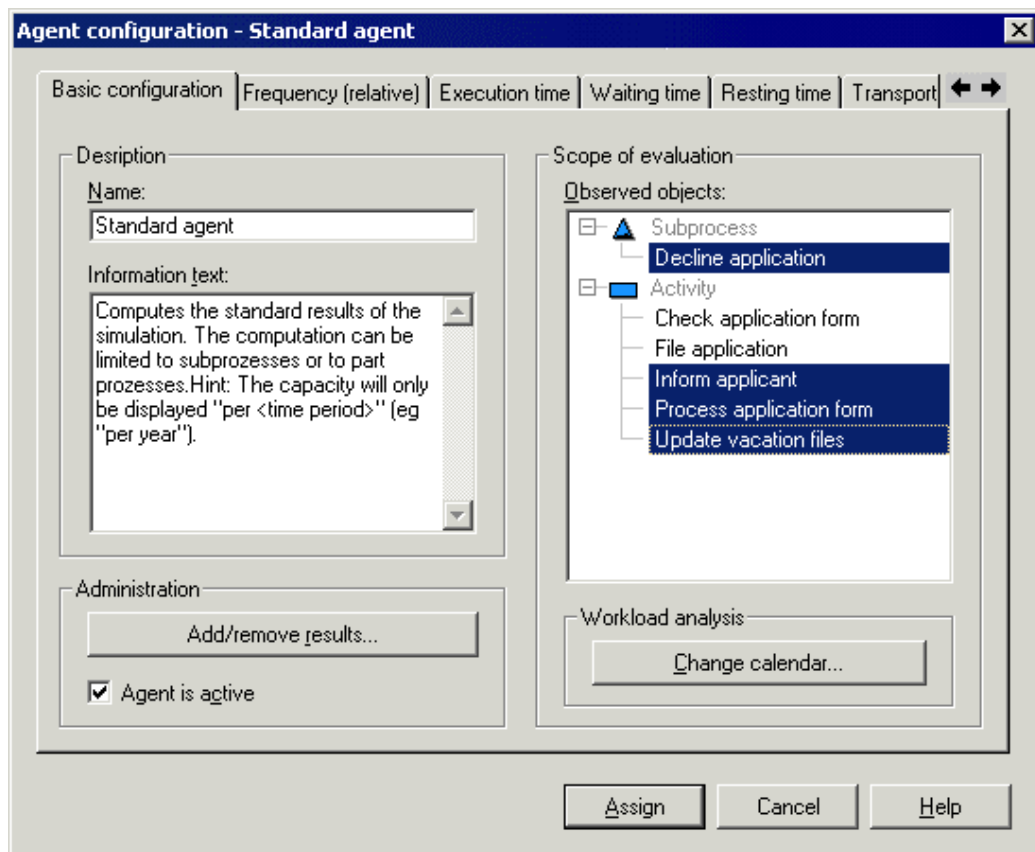 Agent configuration - Standard agent
Basic configuration
Frequency (relative)
Execution time
Waiting time
Resting time
Transport
Desription
Name:
Standard agent
Information text:
Computes the standard results of the
simulation. The computation can be
limited to subprozesses or to part
prozesses.Hint: The capacity will only
be displayed "per <time period>" (eg
"per year").
Administration
Add/remove results...
Agent is active
Scope of evaluation
Observed objects:
Subprocess
Decline application
Activity
Check application form
File application
Inform applicant
Process application form
Update vacation files
Workload analysis
Change calendar...
Assign
Cancel
Help